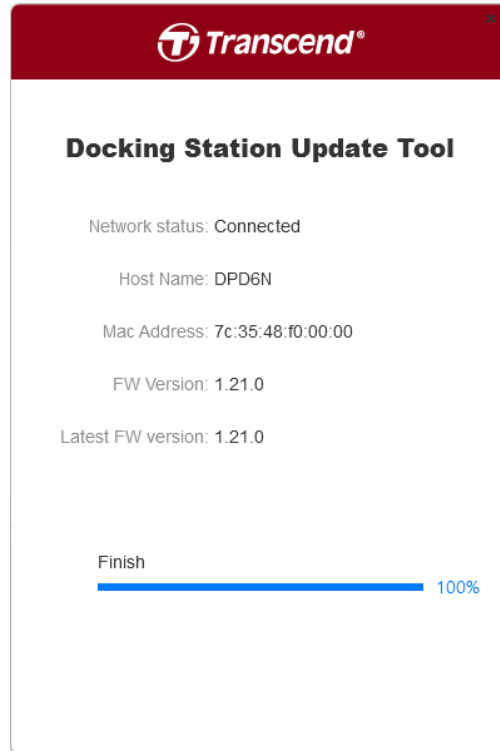 Transcend®
Docking Station Update Tool
Network status: Connected
Host Name: DPD6N
Mac Address: 7c:35:48:f0:00:00
FW Version: 1.21.0
Latest FW version: 1.21.0
Finish
100%